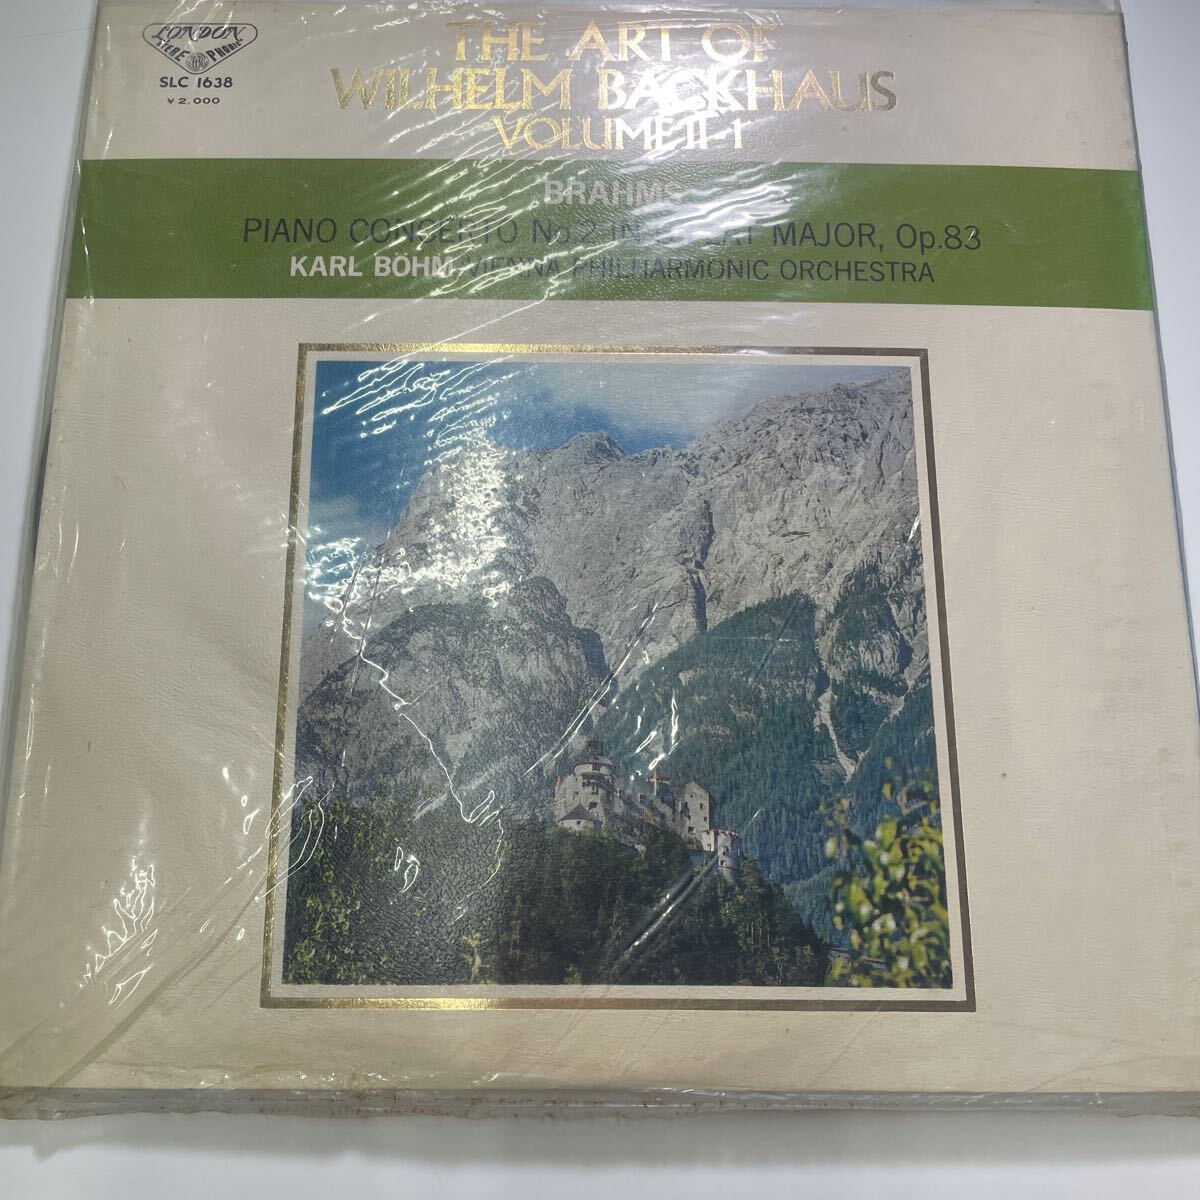 LONDON
STEREOPHONIC
SLC 1638
¥2,000
THE ART OF
WILHELM BACKHAUS
VOLUME II-1
BRAHMS
PIANO CONCERTO No.2 IN B FLAT MAJOR, Op.83
KARL BÖHM/VIENNA PHILHARMONIC ORCHESTRA